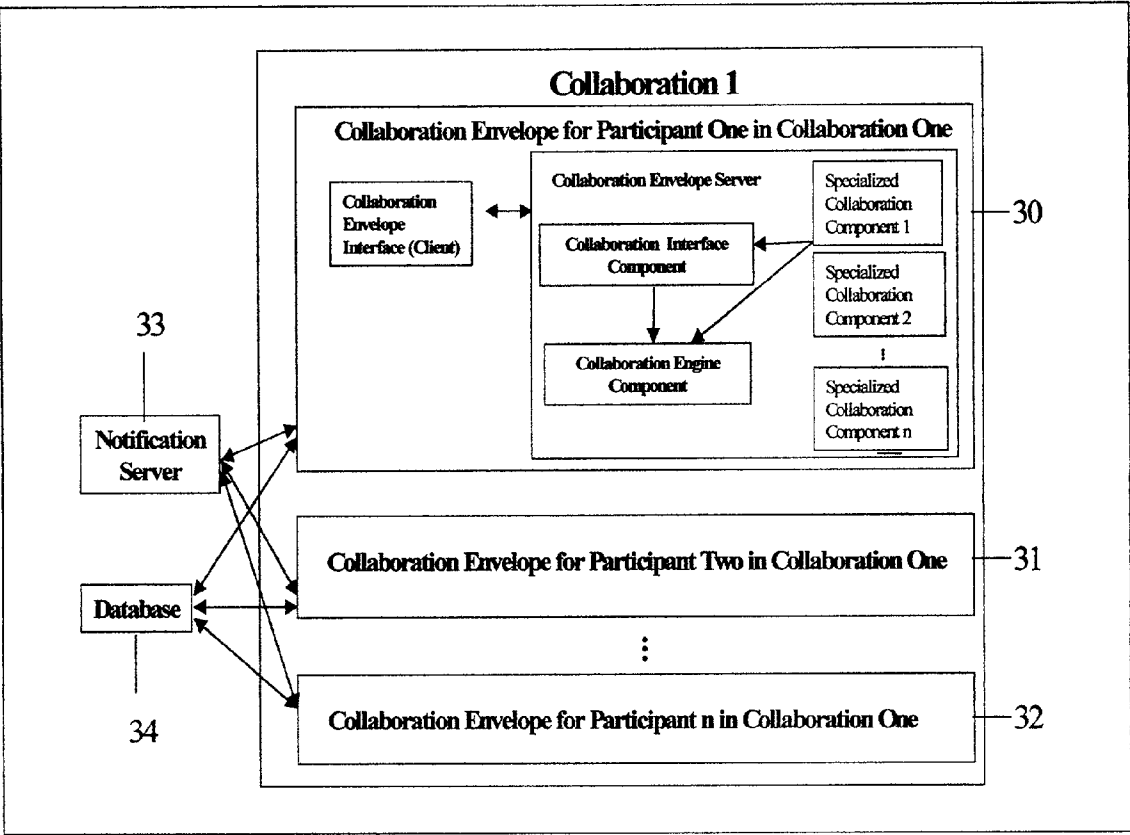 Collaboration 1
Collaboration Envelope for Participant One in Collaboration One
Collaboration
Envelope
Interface (Client)
Collaboration Envelope Server
Collaboration Interface
Component
Collaboration Engine
Component
Specialized
Collaboration
Component 1
Specialized
Collaboration
Component 2
Specialized
Collaboration
Component n
30
33
Notification
Server
Collaboration Envelope for Participant Two in Collaboration One
31
Database
34
Collaboration Envelope for Participant n in Collaboration One
32